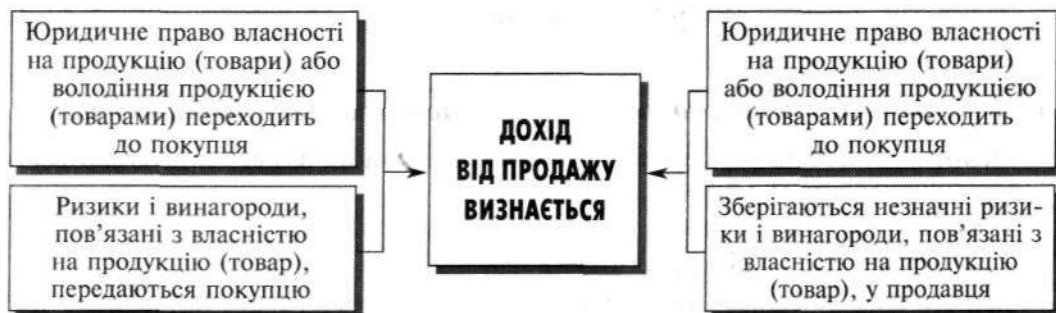 Юридичне право власності
на продукцію (товари) або
володіння продукцією
(товарами) переходить
до покупця
Ризики і винагороди,
пов’язані з власністю
на продукцію (товар),
передаються покупцю
ДОХІД
ВІД ПРОДАЖУ
ВИЗНАЄТЬСЯ
Юридичне право власності
на продукцію (товари)
або володіння продукцією
(товарами) переходить
до покупця
Зберігаються незначні ризи-
ки і винагороди, пов’язані з
власністю на продукцію
(товар), у продавця